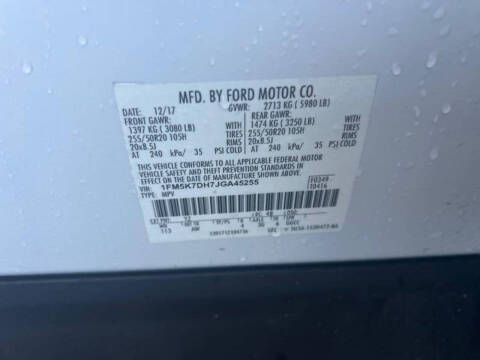 MFD. BY FORD MOTOR CO.
DATE: 12/17 GVWR: 2713 KG ( 5980 LB)
FRONT GAWR: REAR GAWR:
1397 KG ( 3080 LB) WITH 1474 KG ( 3250 LB) WITH
255/50R20 105H TIRES 255/50R20 105H TIRES
20x8.5J RIMS 20x8.5J RIMS
AT 240 kPa/ 35 PSI COLD AT 240 kPa/ 35 PSI COLD
THIS VEHICLE CONFORMS TO ALL APPLICABLE FEDERAL MOTOR
VEHICLE SAFETY AND THEFT PREVENTION STANDARDS IN
EFFECT ON THE DATE OF MANUFACTURE SHOWN ABOVE.
VIN: 1FM5K7DH7JGA45255 F0349
TYPE: MPV T0416
EXT PNT: